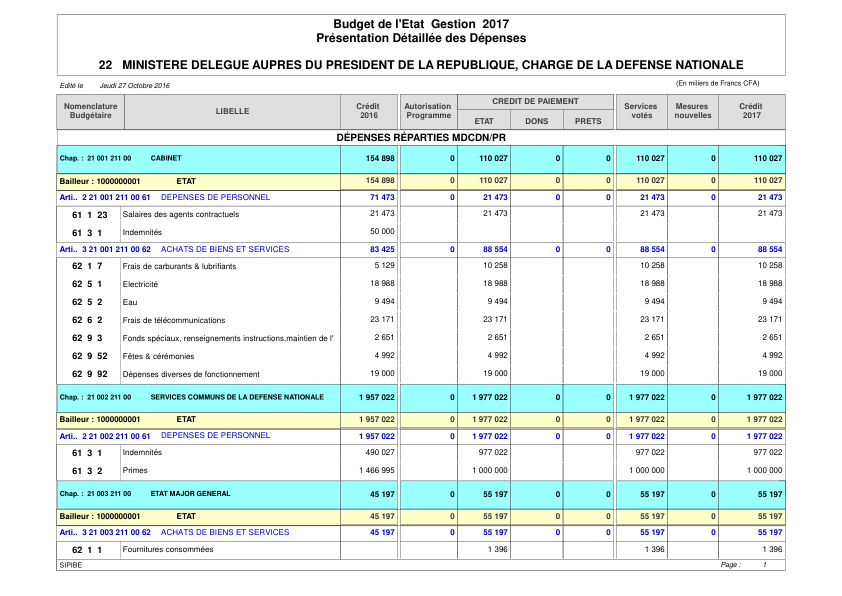 Budget de l'Etat Gestion 2017
Présentation Détaillée des Dépenses
22 MINISTERE DELEGUE AUPRES DU PRESIDENT DE LA REPUBLIQUE, CHARGE DE LA DEFENSE NATIONALE
Edité le Jeudi 27 Octobre 2016 (En milliers de Francs CFA)
Nomenclature Budgétaire LIBELLE Crédit 2016 Autorisation Programme CREDIT DE PAIEMENT ETAT DONS PRETS Services votés Mesures nouvelles Crédit 2017
DÉPENSES RÉPARTIES MDCDN/PR
Chap. : 21 001 211 00 CABINET 154 898 0 110 027 0 0 110 027 0 110 027
Bailleur : 1000000001 ETAT 154 898 0 110 027 0 0 110 027 0 110 027
Arti.. 2 21 001 211 00 61 DEPENSES DE PERSONNEL 71 473 0 21 473 0 0 21 473 0 21 473
61 1 23 Salaires des agents contractuels 21 473 21 473 21 473 21 473
61 3 1 Indemnités 50 000
Arti.. 3 21 001 211 00 62 ACHATS DE BIENS ET SERVICES 83 425 0 88 554 0 0 88 554 0 88 554
62 1 7 Frais de carburants & lubrifiants 5 129 10 258 10 258 10 258
62 5 1 Electricité 18 988 18 988 18 988 18 988
62 5 2 Eau 9 494 9 494 9 494 9 494
62 6 2 Frais de télécommunications 23 171 23 171 23 171 23 171
62 9 3 Fonds spéciaux, renseignements instructions,maintien de l' 2 651 2 651 2 651 2 651
62 9 52 Fêtes & cérémonies 4 992 4 992 4 992 4 992
62 9 92 Dépenses diverses de fonctionnement 19 000 19 000 19 000 19 000
Chap. : 21 002 211 00 SERVICES COMMUNS DE LA DEFENSE NATIONALE 1 957 022 0 1 977 022 0 0 1 977 022 0 1 977 022
Bailleur : 1000000001 ETAT 1 957 022 0 1 977 022 0 0 1 977 022 0 1 977 022
Arti.. 2 21 002 211 00 61 DEPENSES DE PERSONNEL 1 957 022 0 1 977 022 0 0 1 977 022 0 1 977 022
61 3 1 Indemnités 490 027 977 022 977 022 977 022
61 3 2 Primes 1 466 995 1 000 000 1 000 000 1 000 000
Chap. : 21 003 211 00 ETAT MAJOR GENERAL 45 197 0 55 197 0 0 55 197 0 55 197
Bailleur : 1000000001 ETAT 45 197 0 55 197 0 0 55 197 0 55 197
Arti.. 3 21 003 211 00 62 ACHATS DE BIENS ET SERVICES 45 197 0 55 197 0 0 55 197 0 55 197
62 1 1 Fournitures consommées 1 396 1 396 1 396
SIPIBE Page : 1